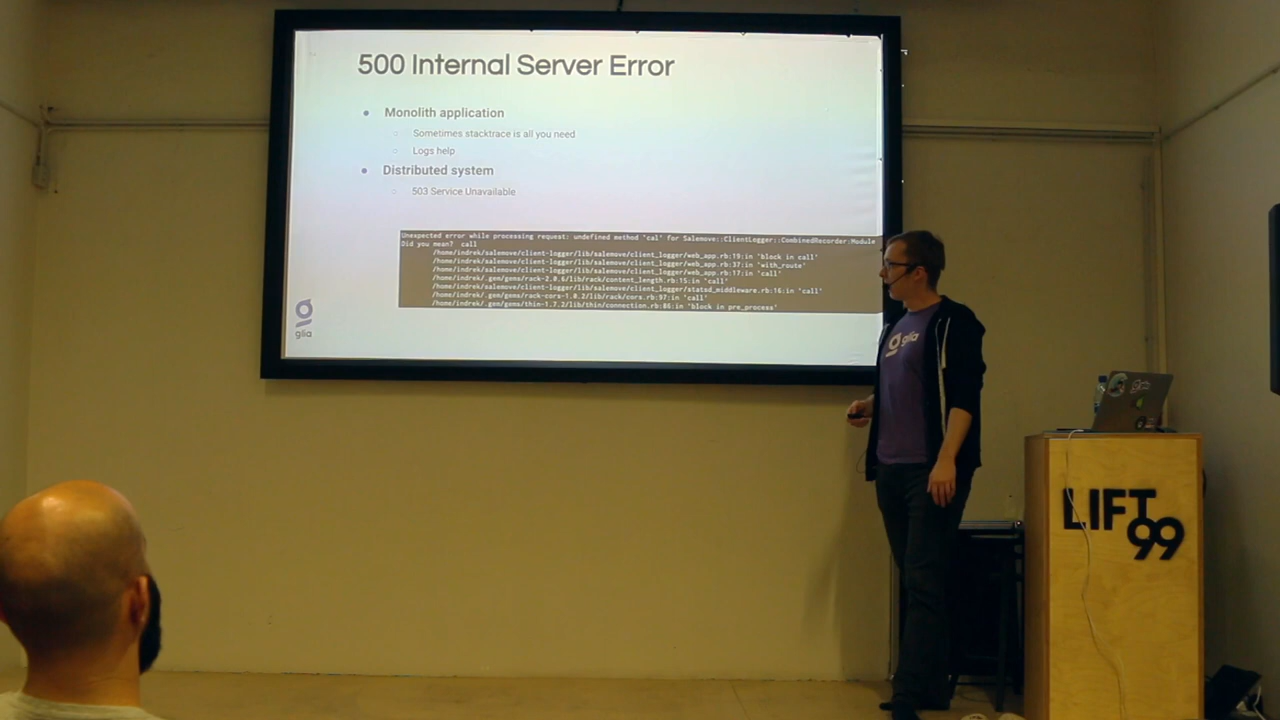 500 Internal Server Error
Monolith application
Sometimes stacktrace is all you need
Logs help
Distributed system
503 Service Unavailable
Unexpected error while processing request: undefined method 'cal' for Salemove::ClientLogger::CombinedRecorder:Module
Did you mean? call
/home/indrek/salemove/client-logger/lib/salemove/client_logger/web_app.rb:19:in 'block in call'
/home/indrek/salemove/client-logger/lib/salemove/client_logger/web_app.rb:37:in 'with_route'
/home/indrek/salemove/client-logger/lib/salemove/client_logger/web_app.rb:17:in 'call'
/home/indrek/.gem/gems/rack-2.0.6/lib/rack/content_length.rb:15:in 'call'
/home/indrek/salemove/client-logger/lib/salemove/client_logger/statsd_middleware.rb:16:in 'call'
/home/indrek/.gem/gems/rack-cors-1.0.2/lib/rack/cors.rb:97:in 'call'
/home/indrek/.gem/gems/thin-1.7.2/lib/thin/connection.rb:86:in 'block in pre_process'
glia
glia
LIFT
99